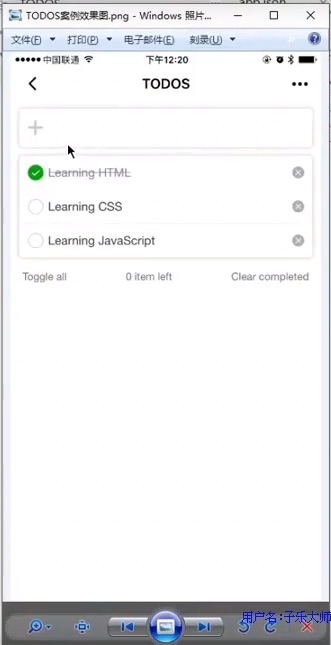 TODOS案例效果图.png - Windows 照片...
文件(F) 打印(P) 电子邮件(E) 刻录(U)
中国联通 下午12:20
TODOS
Learning HTML
Learning CSS
Learning JavaScript
Toggle all 0 item left Clear completed
用户名:子乐大师